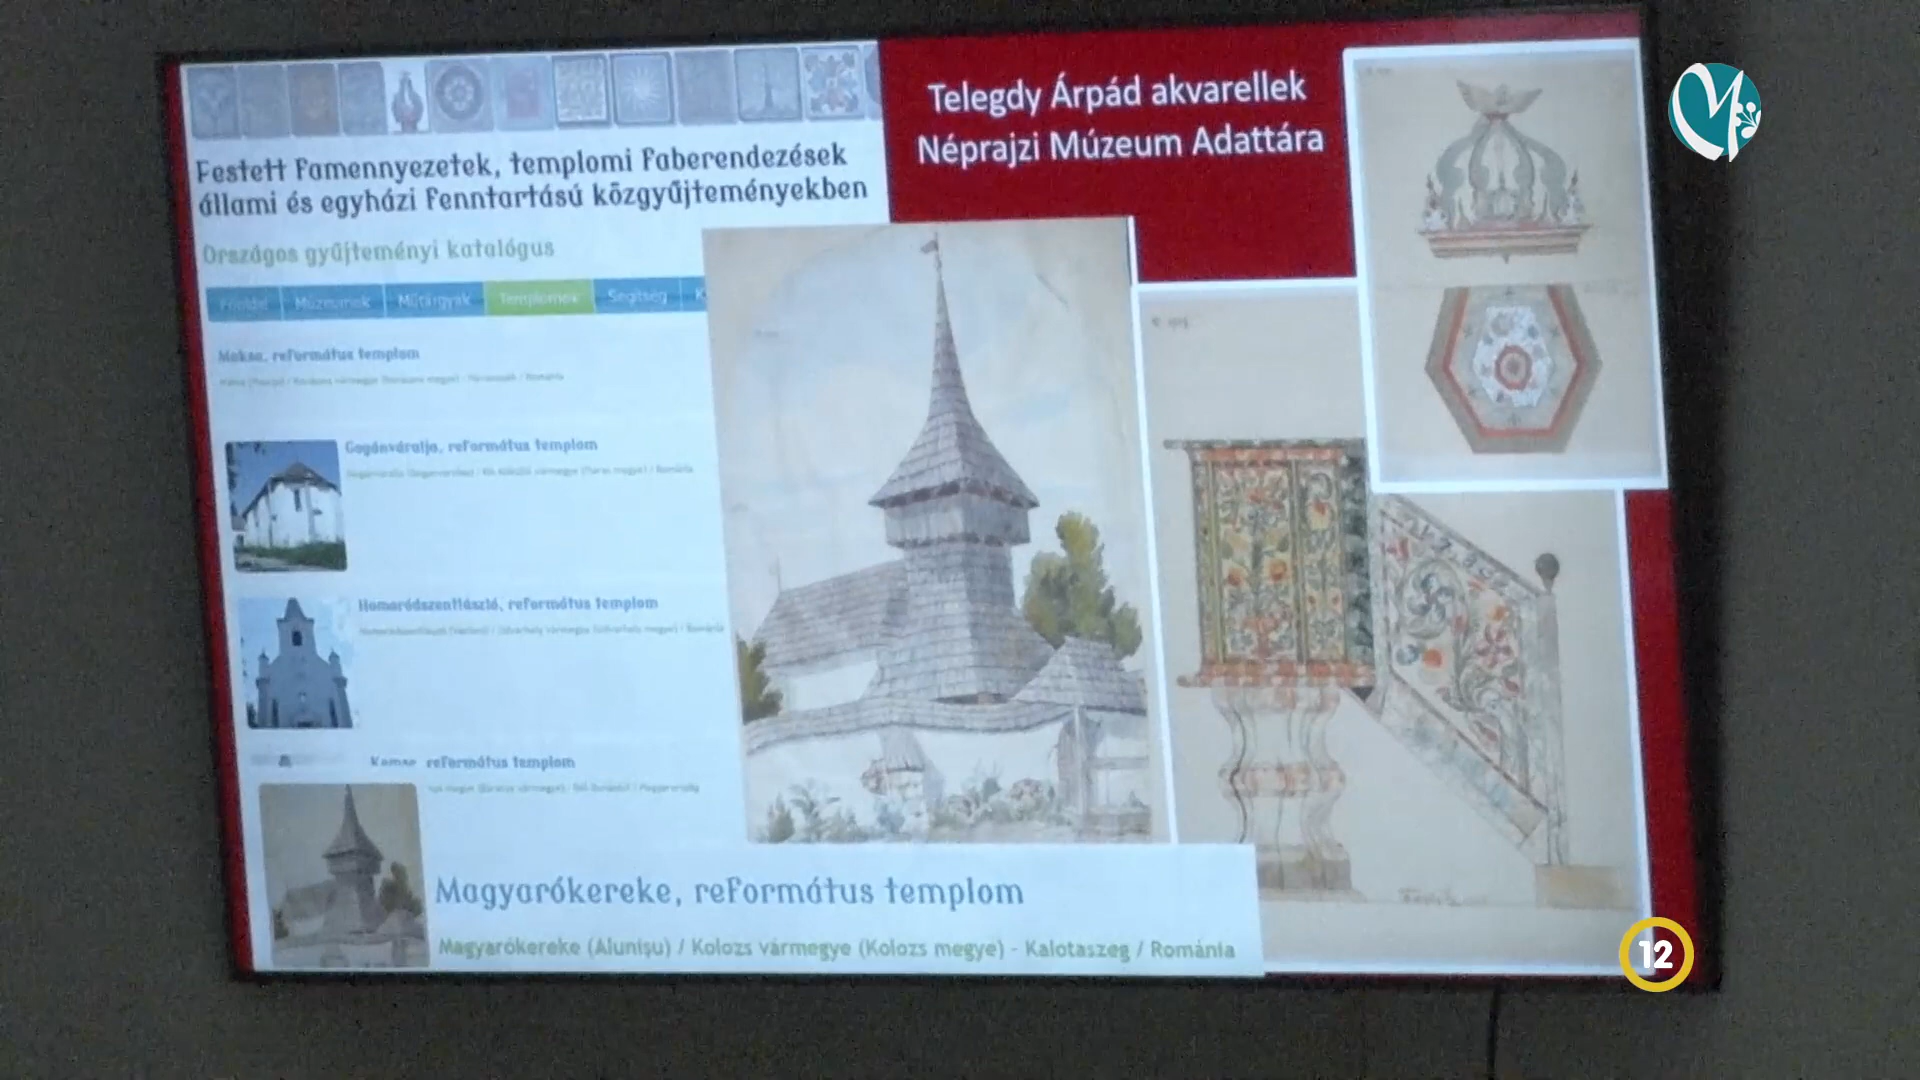 Telegdy Árpád akvarellek
Néprajzi Múzeum Adattára
Festett famennyezetek, templomi faberendezések
állami és egyházi fenntartású közgyűjteményekben
Országos gyűjteményi katalógus
Főoldal Múzeumok Műtárgyak Templomok Segítség K
Maksa, református templom
Gogánváralja, református templom
Homoródszentlászló, református templom
református templom
Magyarókereke, református templom
Magyarókereke (Alunişu) / Kolozs vármegye (Kolozs megye) - Kalotaszeg / Románia
12